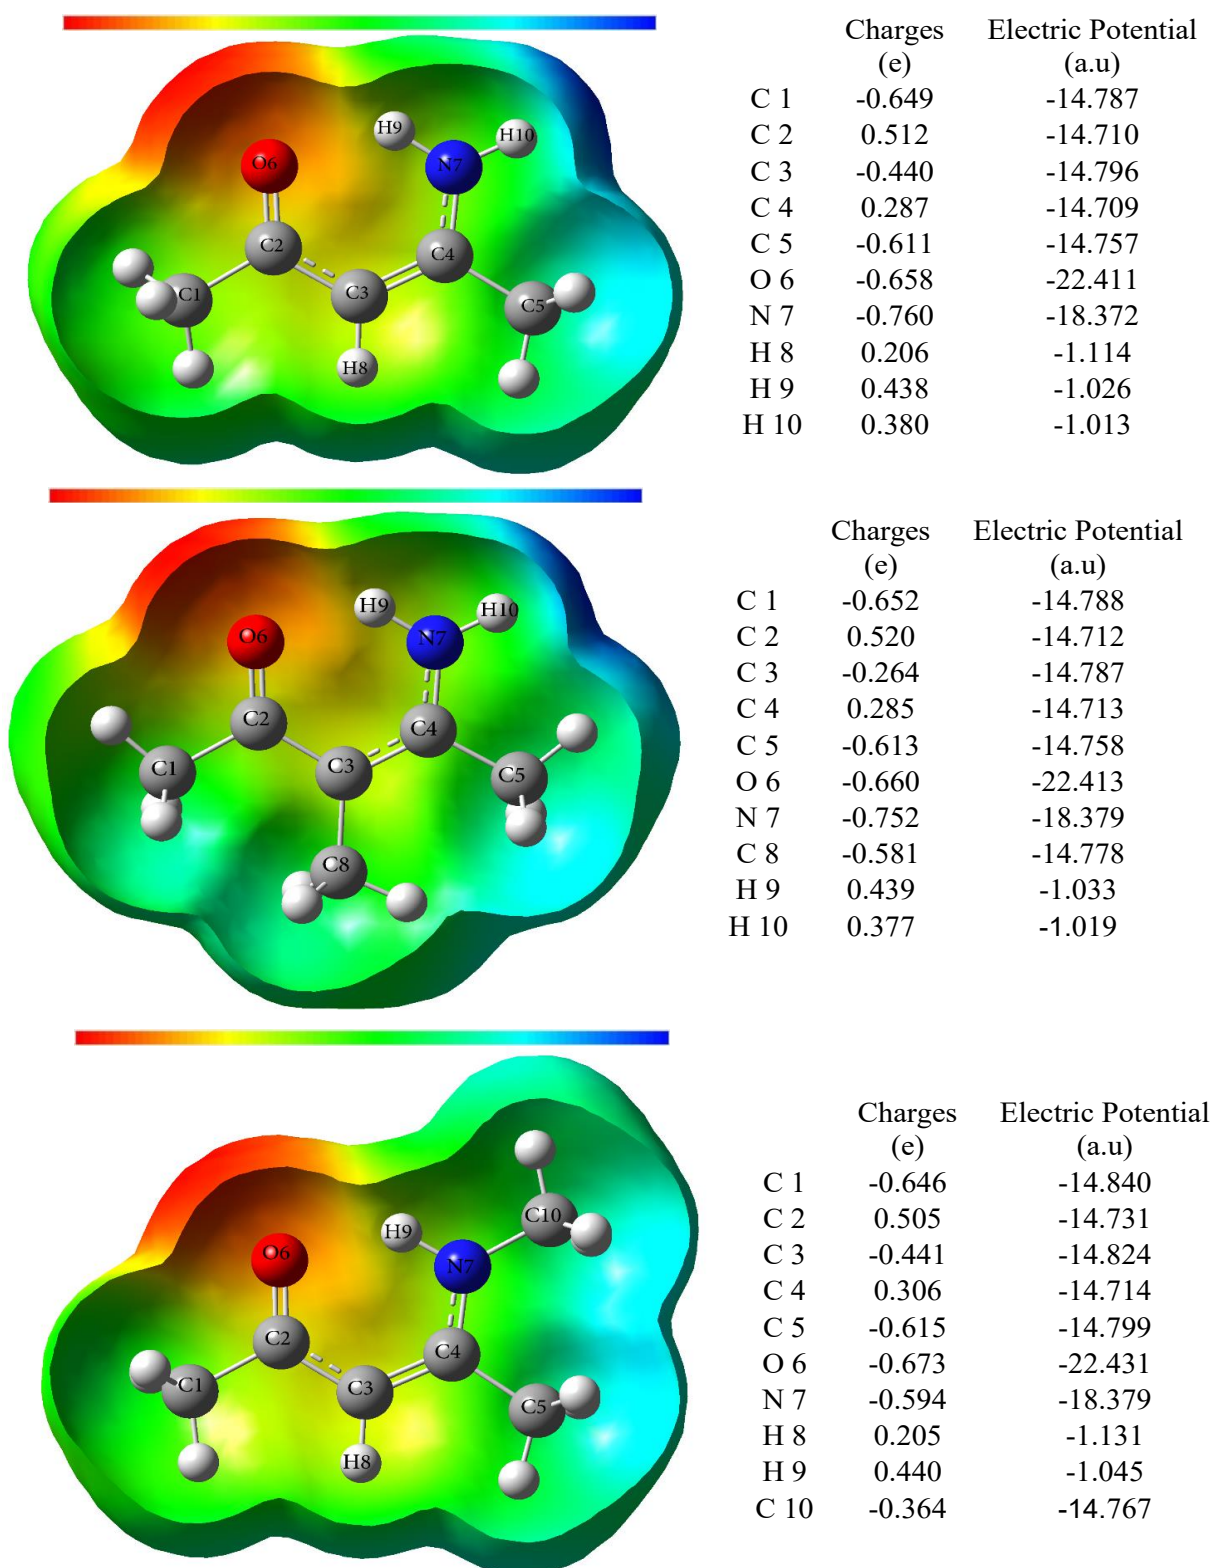 Charges Electric Potential
(e) (a.u)
C 1 -0.649 -14.787
C 2 0.512 -14.710
C 3 -0.440 -14.796
C 4 0.287 -14.709
C 5 -0.611 -14.757
O 6 -0.658 -22.411
N 7 -0.760 -18.372
H 8 0.206 -1.114
H 9 0.438 -1.026
H 10 0.380 -1.013
H9 H10
O6 N7
C2 C4
C1 C3 C5
H8
Charges Electric Potential
(e) (a.u)
C 1 -0.652 -14.788
C 2 0.520 -14.712
C 3 -0.264 -14.787
C 4 0.285 -14.713
C 5 -0.613 -14.758
O 6 -0.660 -22.413
N 7 -0.752 -18.379
C 8 -0.581 -14.778
H 9 0.439 -1.033
H 10 0.377 -1.019
H9 H10
O6 N7
C2 C4
C1 C3 C5
C8
Charges Electric Potential
(e) (a.u)
C 1 -0.646 -14.840
C 2 0.505 -14.731
C 3 -0.441 -14.824
C 4 0.306 -14.714
C 5 -0.615 -14.799
O 6 -0.673 -22.431
N 7 -0.594 -18.379
H 8 0.205 -1.131
H 9 0.440 -1.045
C 10 -0.364 -14.767
H9 C10
O6 N7
C2 C4
C1 C3 C5
H8